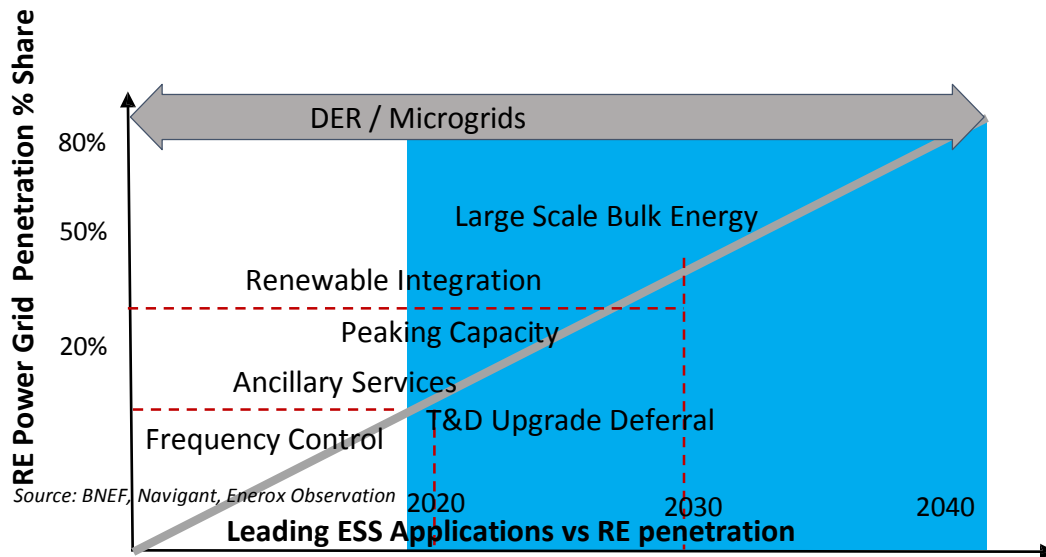 RE Power Grid Penetration % Share
DER / Microgrids
80%
Large Scale Bulk Energy
50%
Renewable Integration
Peaking Capacity
20%
Ancillary Services
T&D Upgrade Deferral
Frequency Control
Source: BNEF, Navigant, Enerox Observation
2020
2030
2040
Leading ESS Applications vs RE penetration